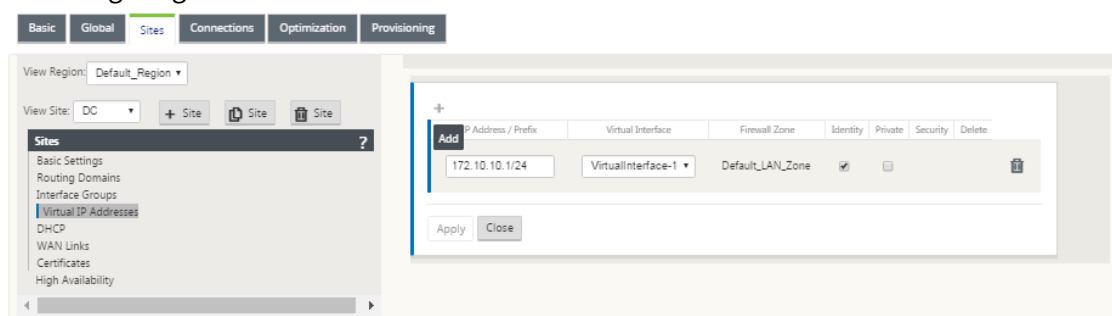 Basic Global Sites Connections Optimization Provisioning
View Region: Default_Region
View Site: DC + Site Site Site
Sites ?
Basic Settings
Routing Domains
Interface Groups
Virtual IP Addresses
DHCP
WAN Links
Certificates
High Availability
+
Add
P Address / Prefix Virtual Interface Firewall Zone Identity Private Security Delete
172.10.10.1/24 VirtualInterface-1 Default_LAN_Zone
Apply Close